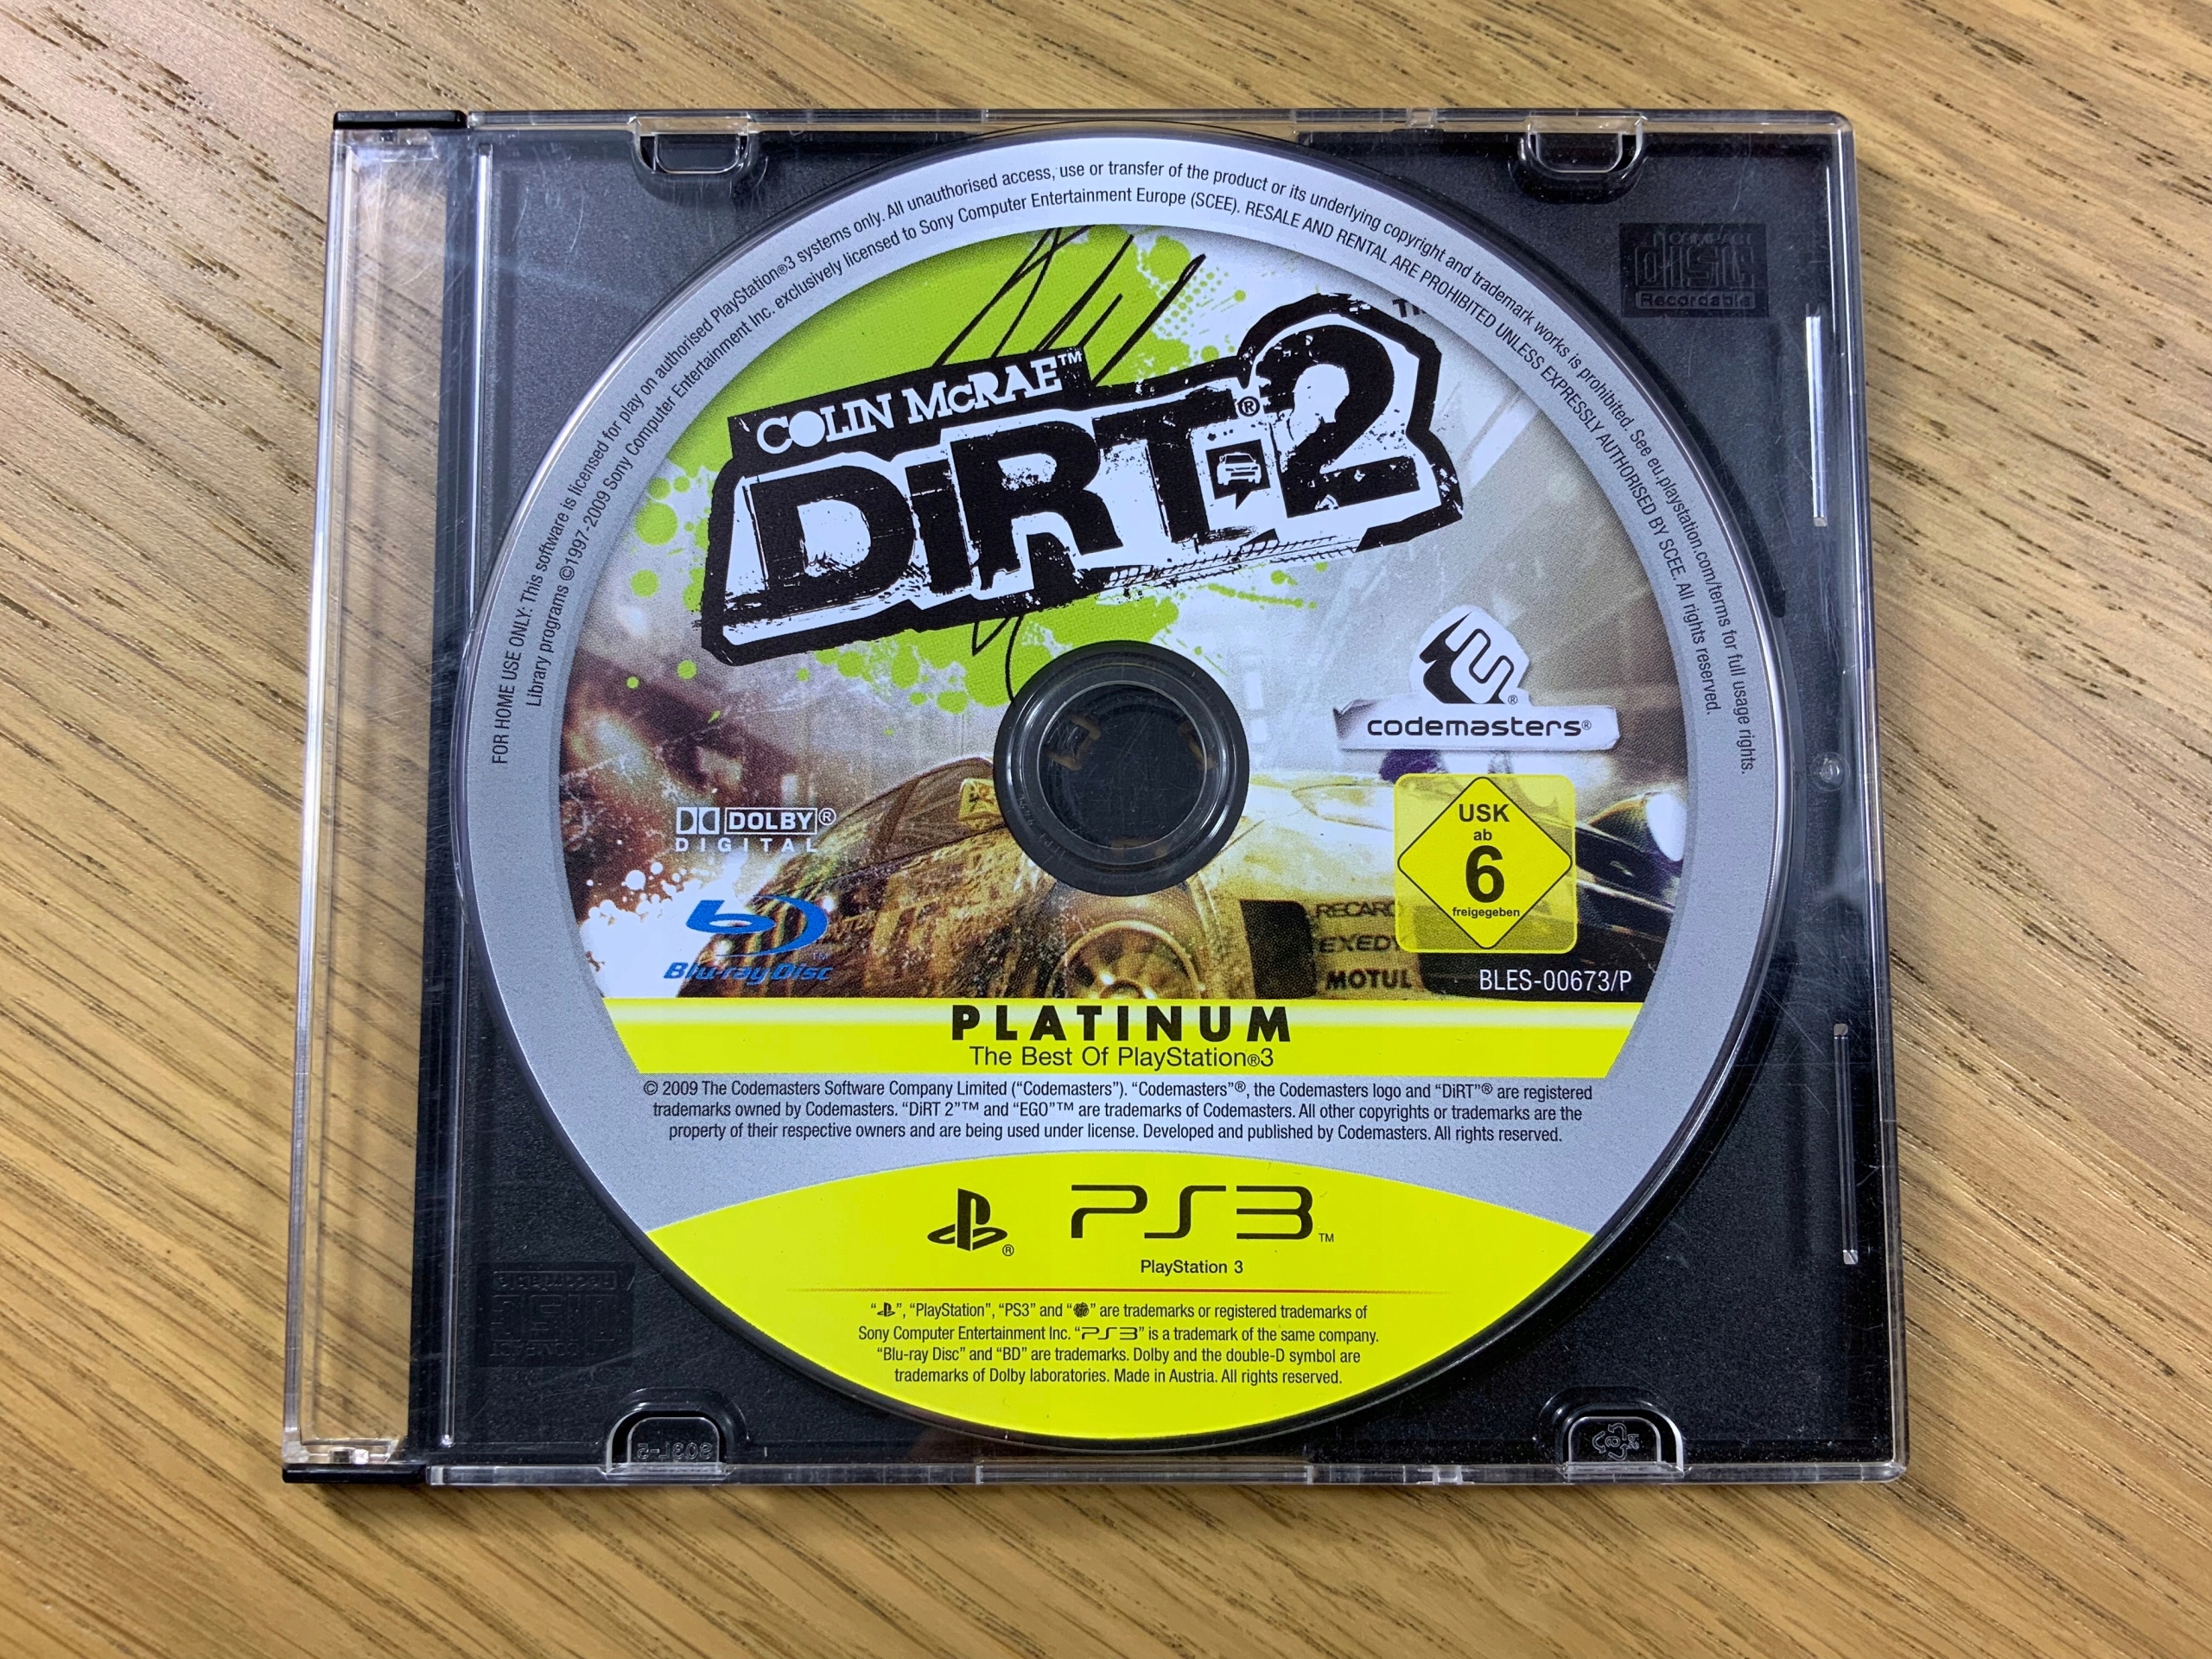 FOR HOME USE ONLY: This software is licensed for play on authorised PlayStation®3 systems only. All unauthorised access, use or transfer of the product or its underlying copyright and trademark works is prohibited. See eu.playstation.com/terms for full usage rights.
Library programs ©1997-2009 Sony Computer Entertainment Inc. exclusively licensed to Sony Computer Entertainment Europe (SCEE). RESALE AND RENTAL ARE PROHIBITED UNLESS EXPRESSLY AUTHORISED BY SCEE. All rights reserved.
COMPACT
disc
Recordable
COLIN McRAE™
DiRT®2
codemasters®
DOLBY®
DIGITAL
USK
ab
6
freigegeben
Blu-ray Disc™
RECARO
EXEDY
MOTUL
BLES-00673/P
PLATINUM
The Best Of PlayStation®3
© 2009 The Codemasters Software Company Limited (“Codemasters”). “Codemasters”®, the Codemasters logo and “DiRT”® are registered
trademarks owned by Codemasters. “DiRT 2”™ and “EGO”™ are trademarks of Codemasters. All other copyrights or trademarks are the
property of their respective owners and are being used under license. Developed and published by Codemasters. All rights reserved.
PS3™
PlayStation 3
“ ”, “PlayStation”, “PS3” and “ ” are trademarks or registered trademarks of
Sony Computer Entertainment Inc. “PS3” is a trademark of the same company.
“Blu-ray Disc” and “BD” are trademarks. Dolby and the double-D symbol are
trademarks of Dolby laboratories. Made in Austria. All rights reserved.